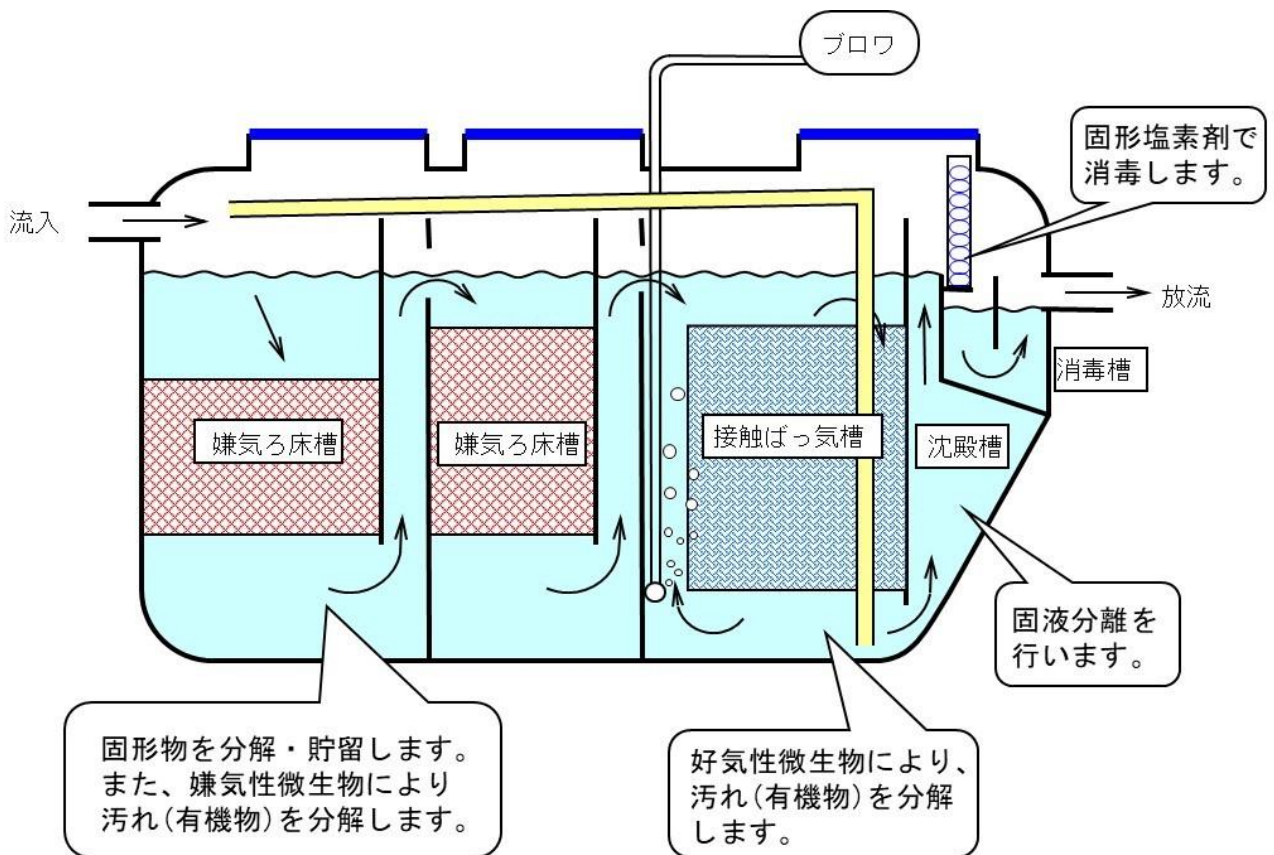 ブロワ
固形塩素剤で
消毒します。
流入
放流
消毒槽
嫌気ろ床槽
嫌気ろ床槽
接触ばっ気槽
沈殿槽
固液分離を
行います。
固形物を分解・貯留します。
また、嫌気性微生物により
汚れ(有機物)を分解します。
好気性微生物により、
汚れ(有機物)を分解
します。